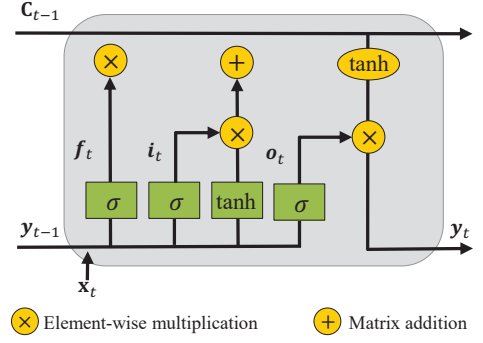 C_{t−1}
× + tanh
×
f_t i_t o_t ×
σ σ tanh σ
y_{t−1} y_t
x_t
× Element-wise multiplication + Matrix addition